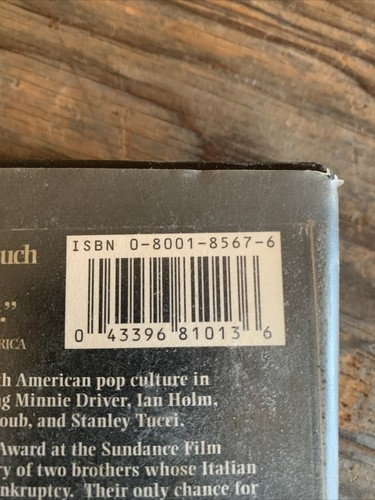 uch
ISBN 0-8001-8567-6
.”
RICA
0 43396 81013 6
th American pop culture in
g Minnie Driver, Ian Holm,
oub, and Stanley Tucci.
Award at the Sundance Film
ry of two brothers whose Italian
nkruptcy. Their only chance for